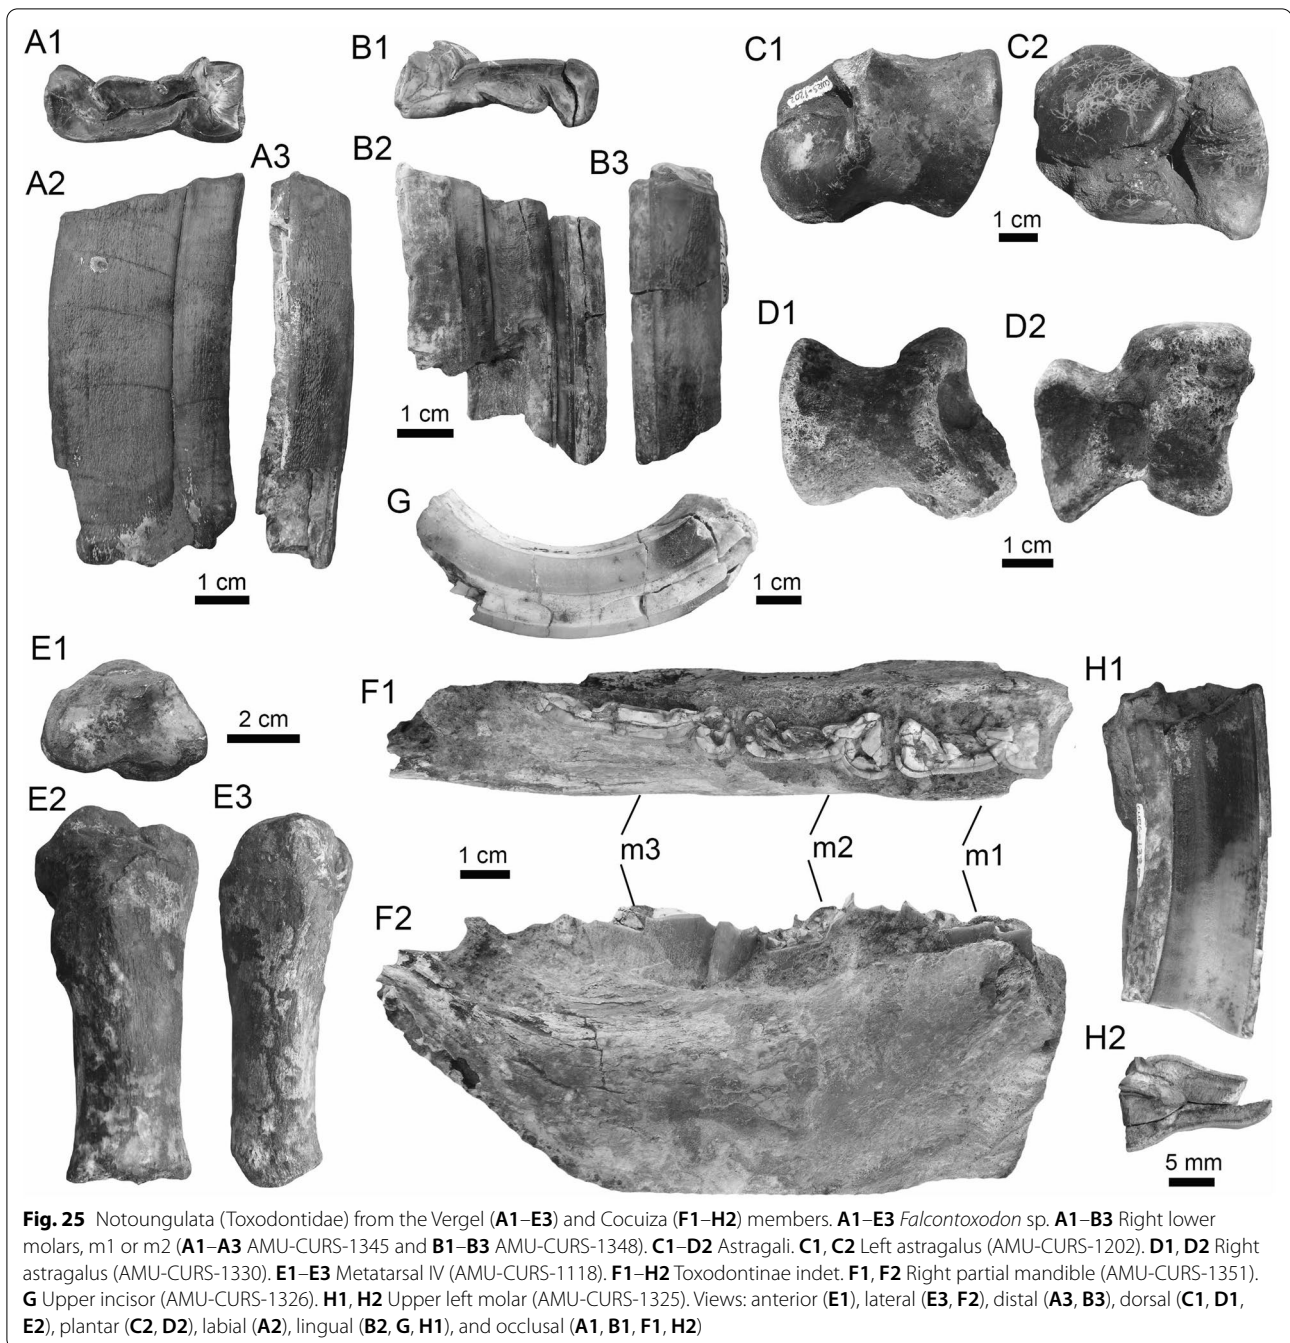 A1
B1
C1
C2
A3
A2
B2
B3
1 cm
D1
D2
1 cm
G
1 cm
1 cm
1 cm
E1
F1
H1
2 cm
E2
E3
1 cm
m3
m2
m1
F2
H2
5 mm
Fig. 25 Notoungulata (Toxodontidae) from the Vergel (A1–E3) and Cocuiza (F1–H2) members. A1–E3 Falcontoxodon sp. A1–B3 Right lower
molars, m1 or m2 (A1–A3 AMU-CURS-1345 and B1–B3 AMU-CURS-1348). C1–D2 Astragali. C1, C2 Left astragalus (AMU-CURS-1202). D1, D2 Right
astragalus (AMU-CURS-1330). E1–E3 Metatarsal IV (AMU-CURS-1118). F1–H2 Toxodontinae indet. F1, F2 Right partial mandible (AMU-CURS-1351).
G Upper incisor (AMU-CURS-1326). H1, H2 Upper left molar (AMU-CURS-1325). Views: anterior (E1), lateral (E3, F2), distal (A3, B3), dorsal (C1, D1,
E2), plantar (C2, D2), labial (A2), lingual (B2, G, H1), and occlusal (A1, B1, F1, H2)